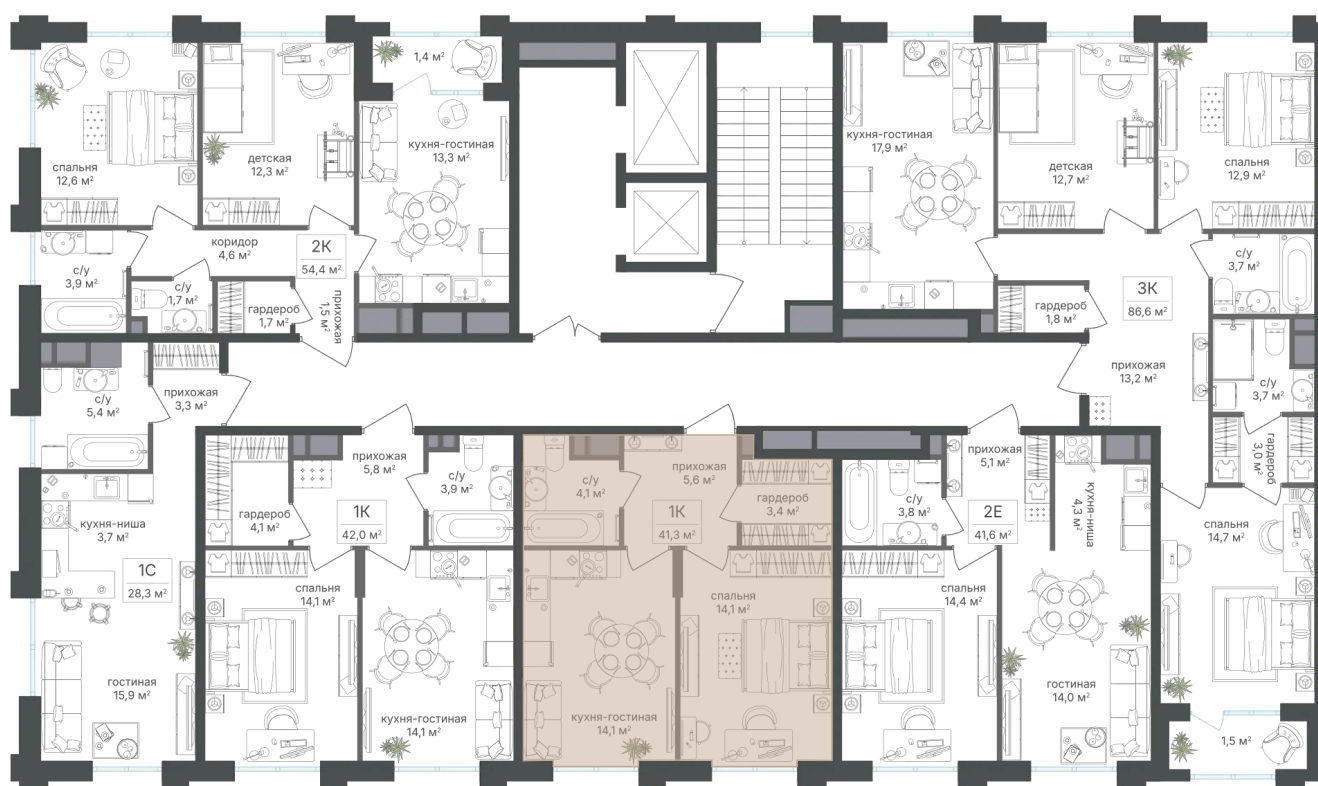 1,4 м²
спальня
12,6 м²
детская
12,3 м²
кухня-гостиная
13,3 м²
коридор
4,6 м²
2К
54,4 м²
с/у
3,9 м²
с/у
1,7 м²
гардероб
1,7 м²
прихожая
1,5 м²
кухня-гостиная
17,9 м²
детская
12,7 м²
спальня
12,9 м²
с/у
3,7 м²
3К
86,6 м²
гардероб
1,8 м²
прихожая
13,2 м²
с/у
3,7 м²
гардероб
3,0 м²
спальня
14,7 м²
1,5 м²
с/у
5,4 м²
прихожая
3,3 м²
кухня-ниша
3,7 м²
1С
28,3 м²
гостиная
15,9 м²
прихожая
5,8 м²
гардероб
4,1 м²
1К
42,0 м²
с/у
3,9 м²
спальня
14,1 м²
кухня-гостиная
14,1 м²
с/у
4,1 м²
прихожая
5,6 м²
1К
41,3 м²
гардероб
3,4 м²
спальня
14,1 м²
кухня-гостиная
14,1 м²
прихожая
5,1 м²
с/у
3,8 м²
2Е
41,6 м²
кухня-ниша
4,3 м²
спальня
14,4 м²
гостиная
14,0 м²